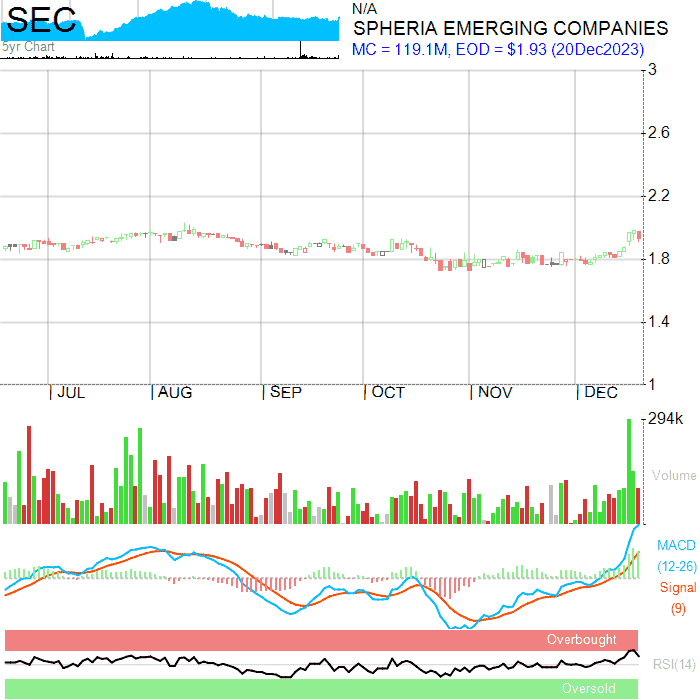 SEC
5yr Chart
N/A
SPHERIA EMERGING COMPANIES
MC = 119.1M, EOD = $1.93 (20Dec2023)
3
2.6
2.2
1.8
1.4
1
JUL AUG SEP OCT NOV DEC
294k
Volume
MACD
(12-26)
Signal
(9)
Overbought
RSI(14)
Oversold